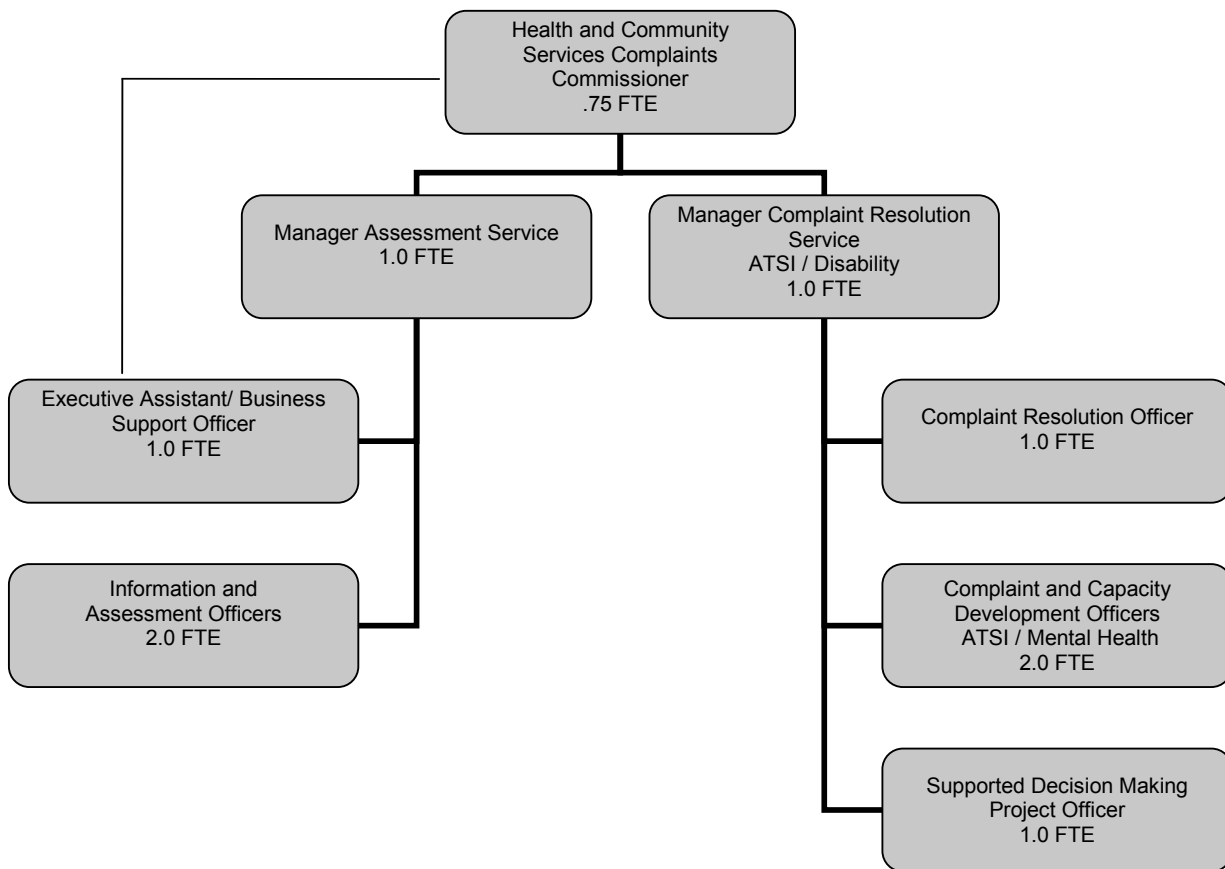 Health and Community
Services Complaints
Commissioner
.75 FTE
Manager Assessment Service
1.0 FTE
Manager Complaint Resolution
Service
ATSI / Disability
1.0 FTE
Executive Assistant/ Business
Support Officer
1.0 FTE
Complaint Resolution Officer
1.0 FTE
Information and
Assessment Officers
2.0 FTE
Complaint and Capacity
Development Officers
ATSI / Mental Health
2.0 FTE
Supported Decision Making
Project Officer
1.0 FTE